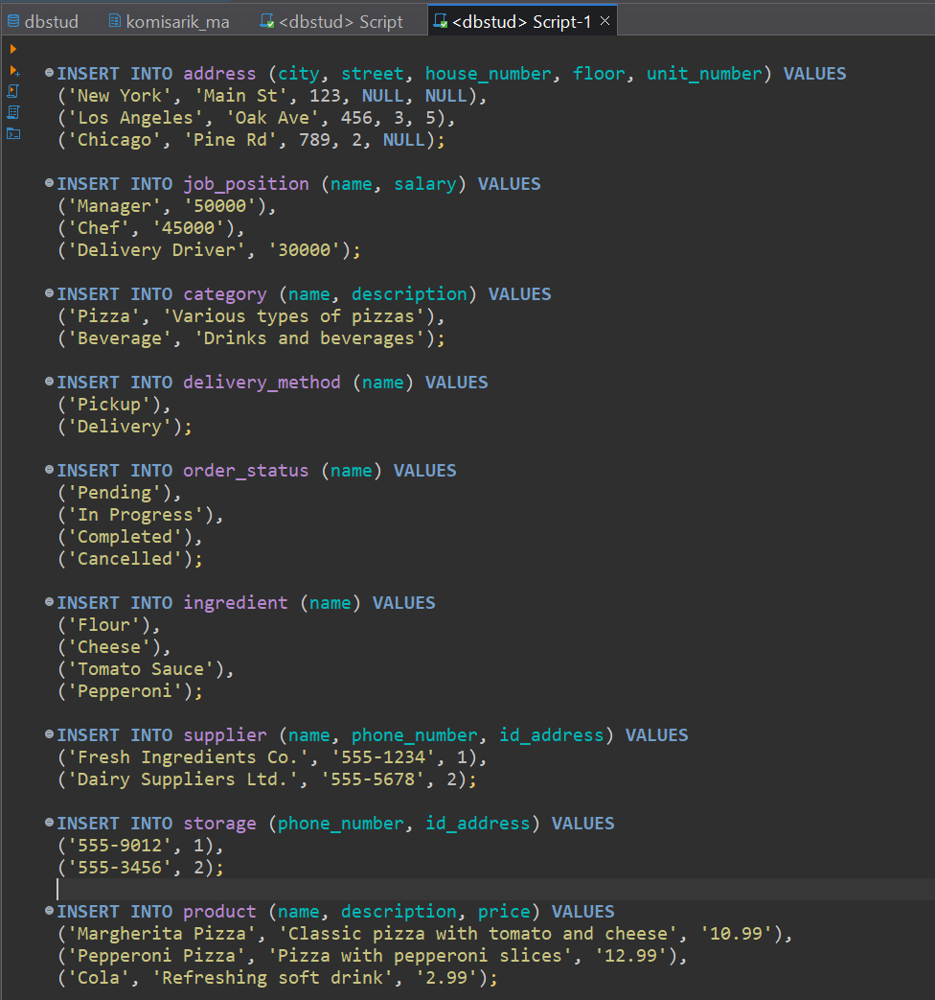 dbstud komisarik_ma <dbstud> Script <dbstud> Script-1
INSERT INTO address (city, street, house_number, floor, unit_number) VALUES
('New York', 'Main St', 123, NULL, NULL),
('Los Angeles', 'Oak Ave', 456, 3, 5),
('Chicago', 'Pine Rd', 789, 2, NULL);
INSERT INTO job_position (name, salary) VALUES
('Manager', '50000'),
('Chef', '45000'),
('Delivery Driver', '30000');
INSERT INTO category (name, description) VALUES
('Pizza', 'Various types of pizzas'),
('Beverage', 'Drinks and beverages');
INSERT INTO delivery_method (name) VALUES
('Pickup'),
('Delivery');
INSERT INTO order_status (name) VALUES
('Pending'),
('In Progress'),
('Completed'),
('Cancelled');
INSERT INTO ingredient (name) VALUES
('Flour'),
('Cheese'),
('Tomato Sauce'),
('Pepperoni');
INSERT INTO supplier (name, phone_number, id_address) VALUES
('Fresh Ingredients Co.', '555-1234', 1),
('Dairy Suppliers Ltd.', '555-5678', 2);
INSERT INTO storage (phone_number, id_address) VALUES
('555-9012', 1),
('555-3456', 2);
INSERT INTO product (name, description, price) VALUES
('Margherita Pizza', 'Classic pizza with tomato and cheese', '10.99'),
('Pepperoni Pizza', 'Pizza with pepperoni slices', '12.99'),
('Cola', 'Refreshing soft drink', '2.99');